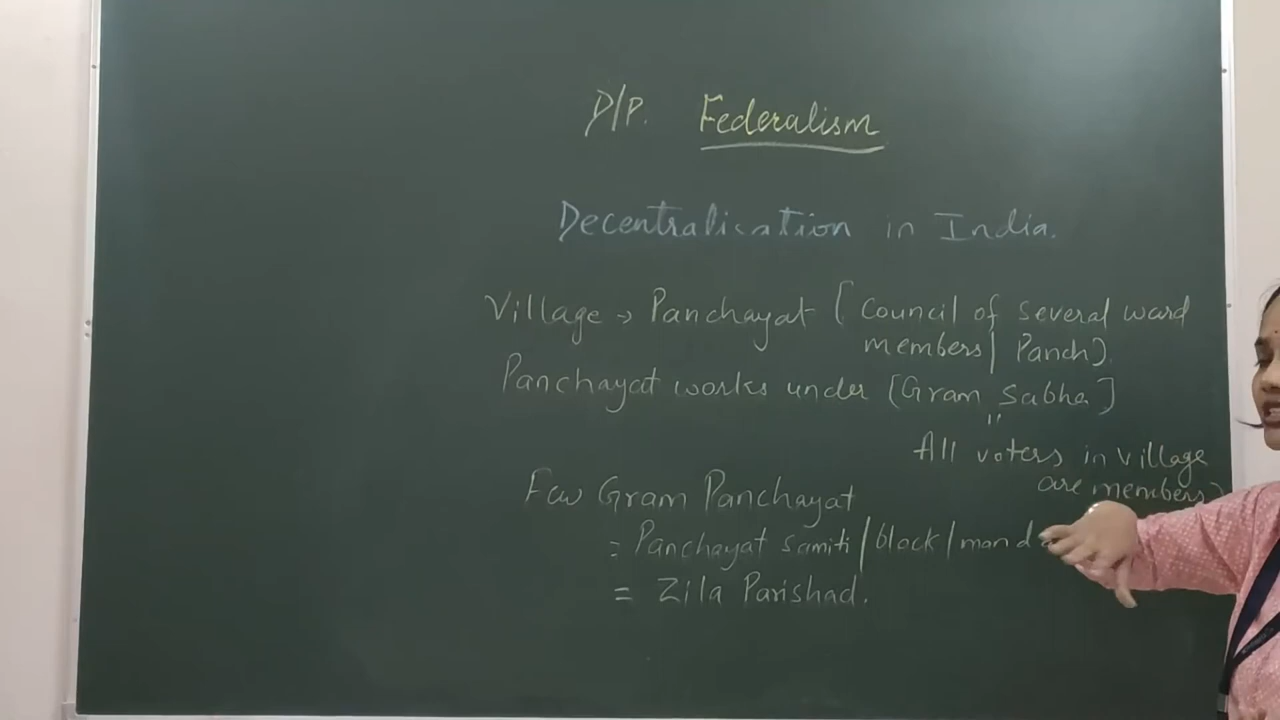 D/P. Federalism
Decentralisation in India.
Village → Panchayat [Council of several ward
members/ Panch)
Panchayat works under [Gram Sabha]
"
All voters in village
are members)
Few Gram Panchayat
= Panchayat samiti/block/
= Zila Parishad.